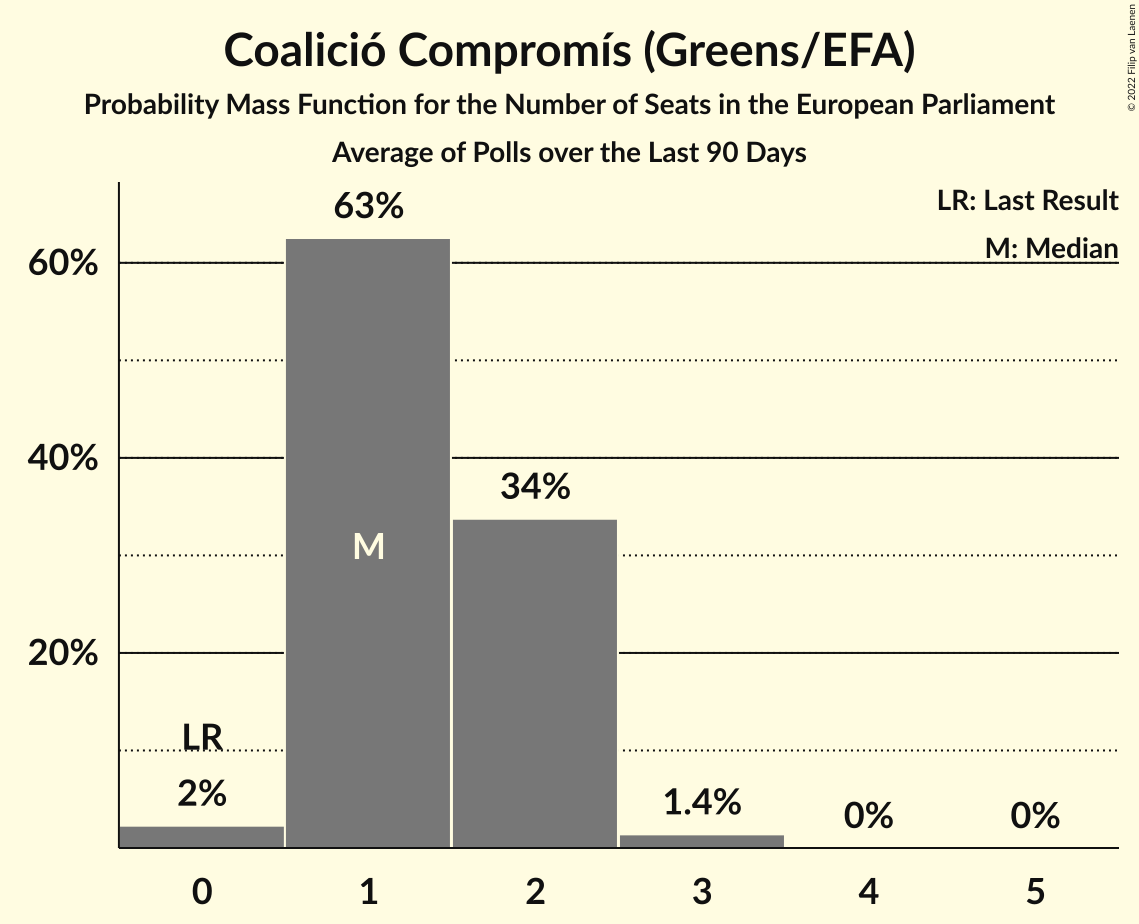 Coalició Compromís (Greens/EFA)
Probability Mass Function for the Number of Seats in the European Parliament
Average of Polls over the Last 90 Days
© 2022 Filip van Laenen
LR: Last Result
M: Median
63%
60%
40%
34%
M
20%
LR
2%
1.4%
0%
0%
0
1
2
3
4
5